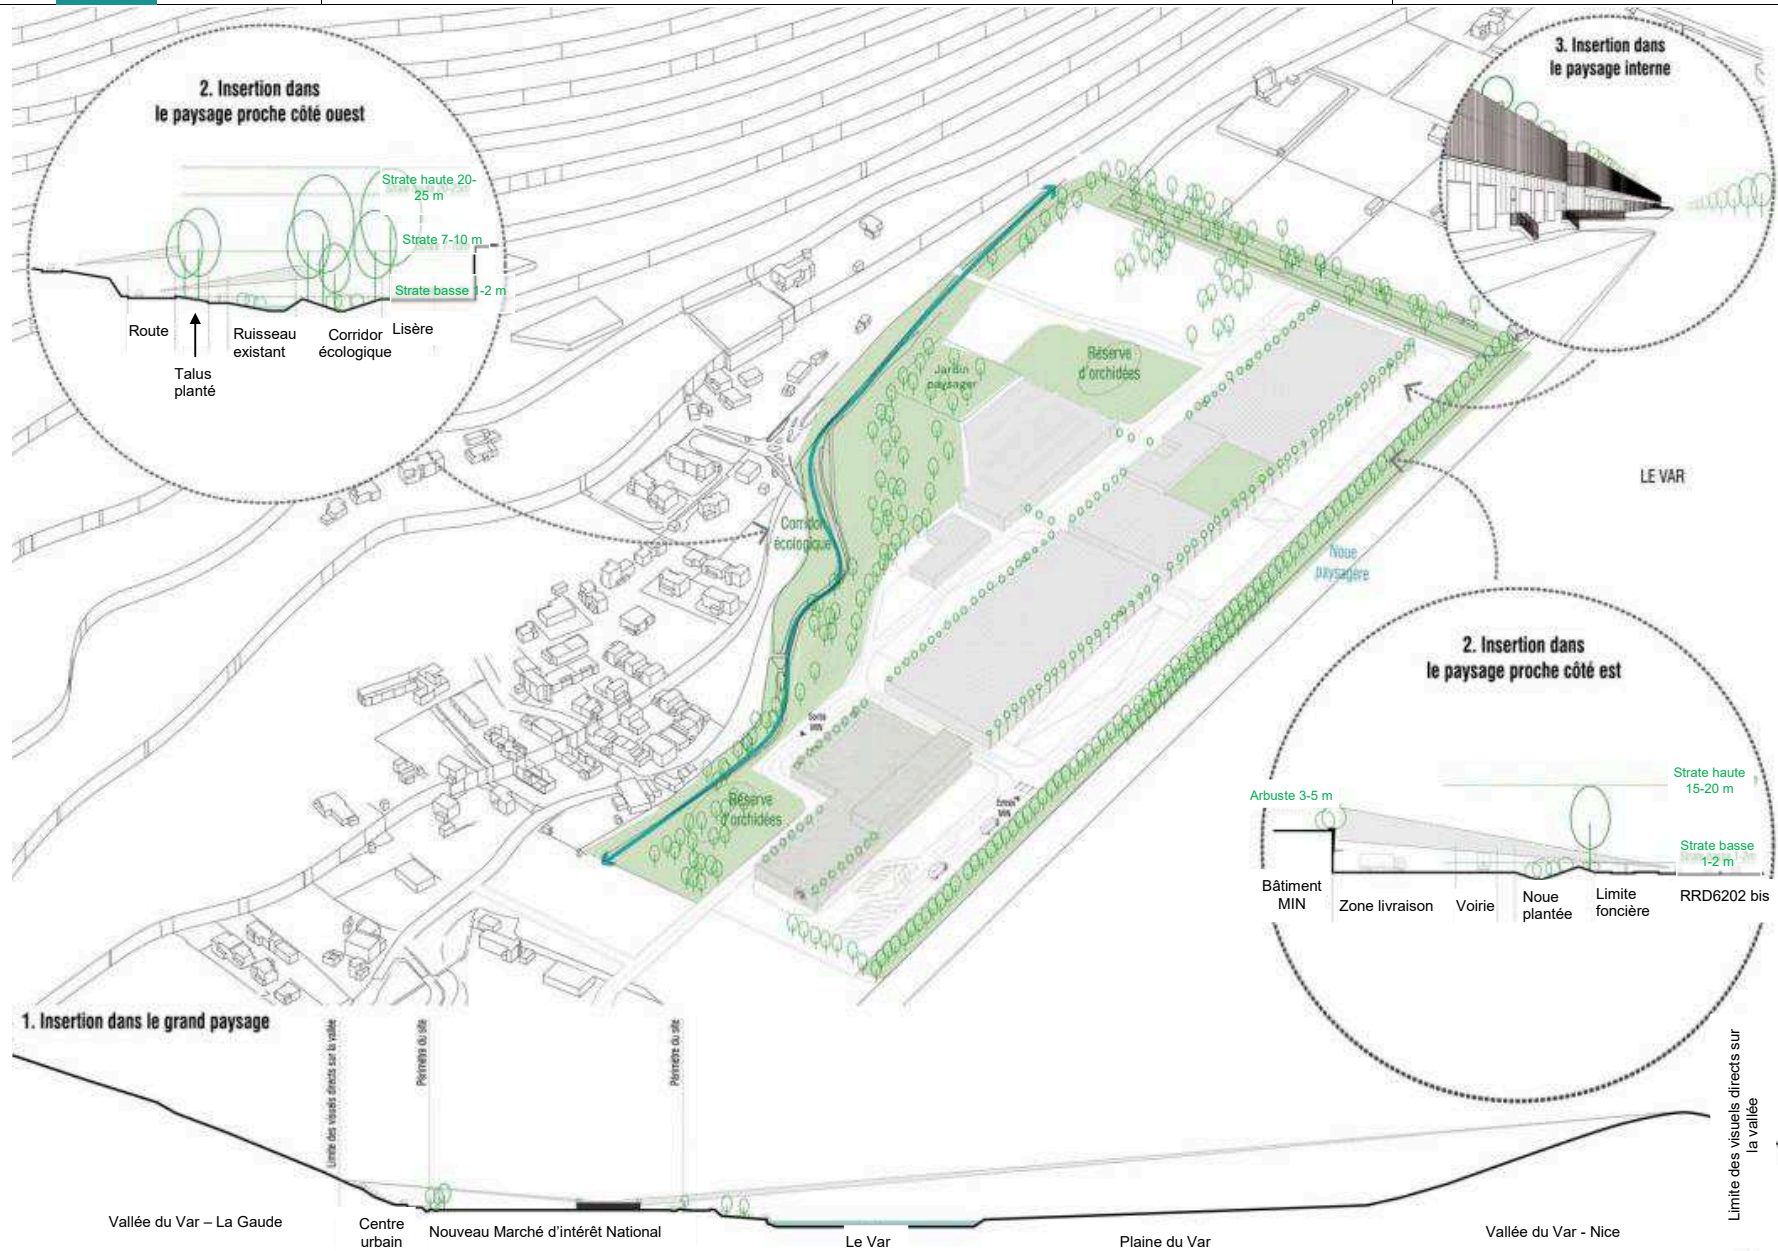 2. Insertion dans
le paysage proche côté ouest
Strate haute 20-
25 m
Strate 7-10 m
Strate basse 1-2 m
Route
Talus
planté
Ruisseau
existant
Corridor
écologique
Lisère
3. Insertion dans
le paysage interne
Jardin
paysager
Réserve
d'orchidées
Corridor
écologique
LE VAR
Noue
paysagère
Sortie
MIN
Entrée
MIN
Réserve
d'orchidées
2. Insertion dans
le paysage proche côté est
Arbuste 3-5 m
Strate haute
15-20 m
Strate basse
1-2 m
Bâtiment
MIN
Zone livraison
Voirie
Noue
plantée
Limite
foncière
RRD6202 bis
1. Insertion dans le grand paysage
Limite des visuels directs sur la vallée
Périmètre du site
Périmètre du site
Limite des visuels directs sur
la vallée
Vallée du Var – La Gaude
Centre
urbain
Nouveau Marché d'intérêt National
Le Var
Plaine du Var
Vallée du Var - Nice